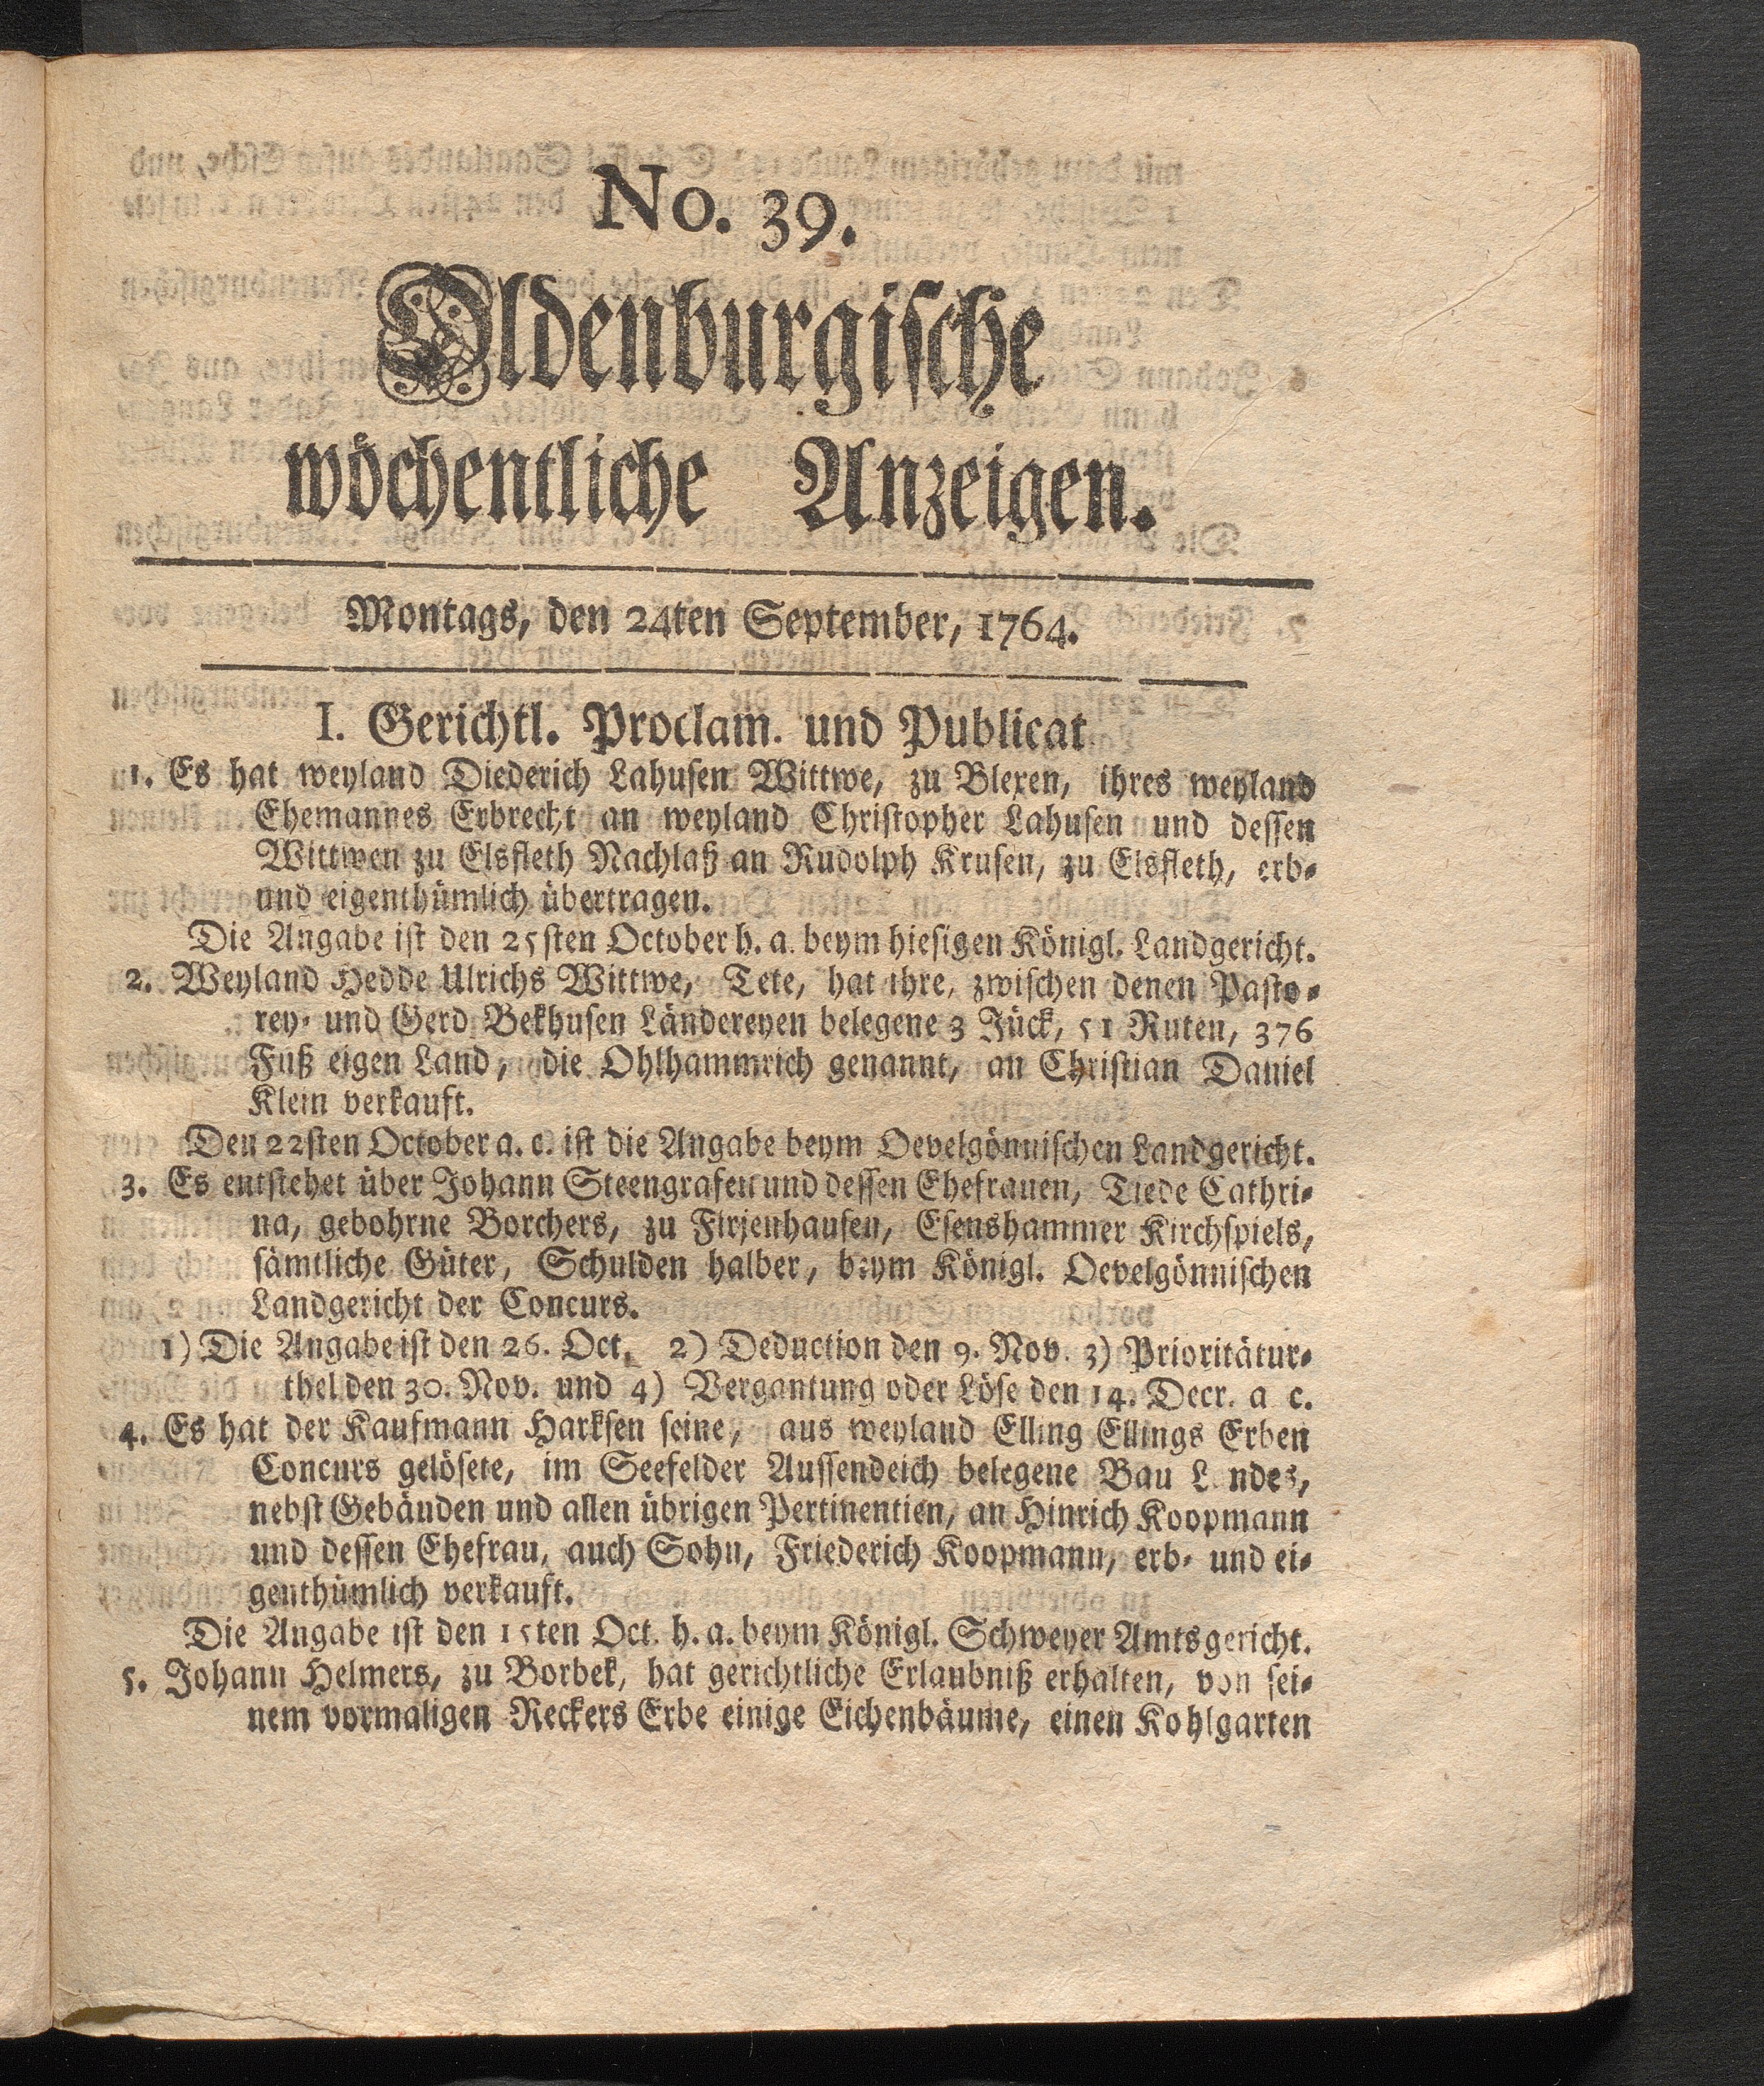 No. 39.
Oldenburgische
wöchentliche Anzeigen.
Montags, den 24ten September, 1764.
I. Gerichtl. Proclam. und Publicat
1. Es hat weyland Diederich Lahusen Wittwe, zu Blexen, ihres weyland
Ehemannes Erbrecht an weyland Christopher Lahusen und dessen
Wittwen zu Elsfleth Nachlaß an Rudolph Krusen, zu Elsfleth, erb-
und eigenthümlich übertragen.
Die Angabe ist den 25sten October h. a. beym hiesigen Königl. Landgericht.
2. Weyland Hedde Ulrichs Wittwe, Tete, hat ihre, zwischen denen Pasto-
rey- und Gerd Bekhusen Ländereyen belegene 3 Jück, 51 Ruten, 376
Fuß eigen Land, die Ohlhammrich genannt, an Christian Daniel
Klein verkauft.
Den 22sten October a. c. ist die Angabe beym Oevelgönnischen Landgericht.
3. Es entstehet über Johann Steengrafen und dessen Ehefrauen, Tiede Cathri-
na, gebohrne Borchers, zu Firjenhausen, Esenshammer Kirchspiels,
sämtliche Güter, Schulden halber, beym Königl. Oevelgönnischen
Landgericht der Concurs.
1) Die Angabe ist den 26. Oct. 2) Deduction den 9. Nov. 3) Prioritätur-
thel den 30. Nov. und 4) Vergantung oder Löse den 14. Decr. a c.
4. Es hat der Kaufmann Harksen seine, aus weyland Elling Ellings Erben
Concurs gelösete, im Seefelder Aussendeich belegene Bau L ndes,
nebst Gebäuden und allen übrigen Pertinentien, an Hinrich Koopmann
und dessen Ehefrau, auch Sohn, Friederich Koopmann, erb- und ei-
genthümlich verkauft.
Die Angabe ist den 15ten Oct. h. a. beym Königl. Schweyer Amtsgericht.
5. Johann Helmers, zu Borbek, hat gerichtliche Erlaubniß erhalten, von sei-
nem vormaligen Reckers Erbe einige Eichenbäume, einen Kohlgarten